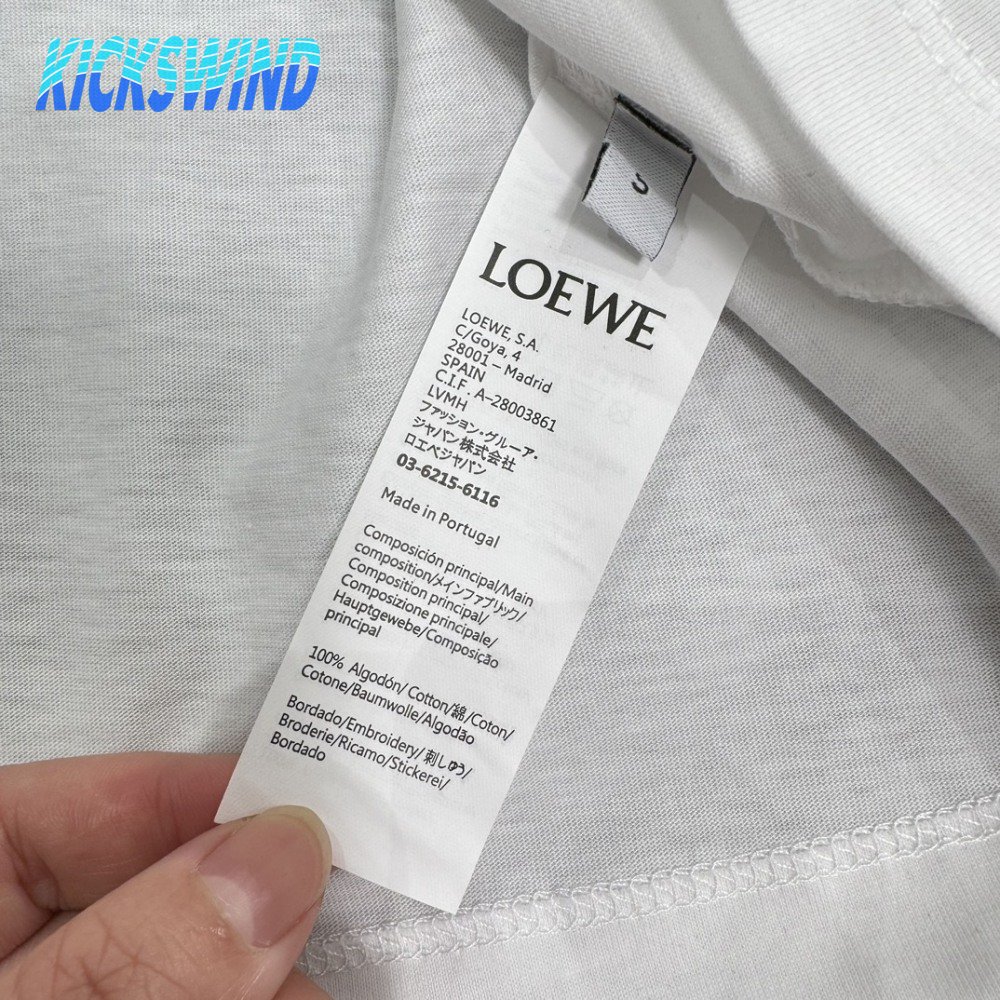 KICKSWIND
S
LOEWE
LOEWE, S.A.
C/Goya, 4
28001 – Madrid
SPAIN
C.I.F. A–28003861
LVMH
ファッション・グルーア・
ジャパン株式会社
ロエベジャパン
03-6215-6116
Made in Portugal
Composición principal/Main
composition/メインファブリック/
Composition principal/
Composizione principale/
Hauptgewebe/Composição
principal
100% Algodón/ Cotton/綿/Coton/
Cotone/Baumwolle/Algodão
Bordado/Embroidery/刺しゅう/
Broderie/Ricamo/Stickerei/
Bordado